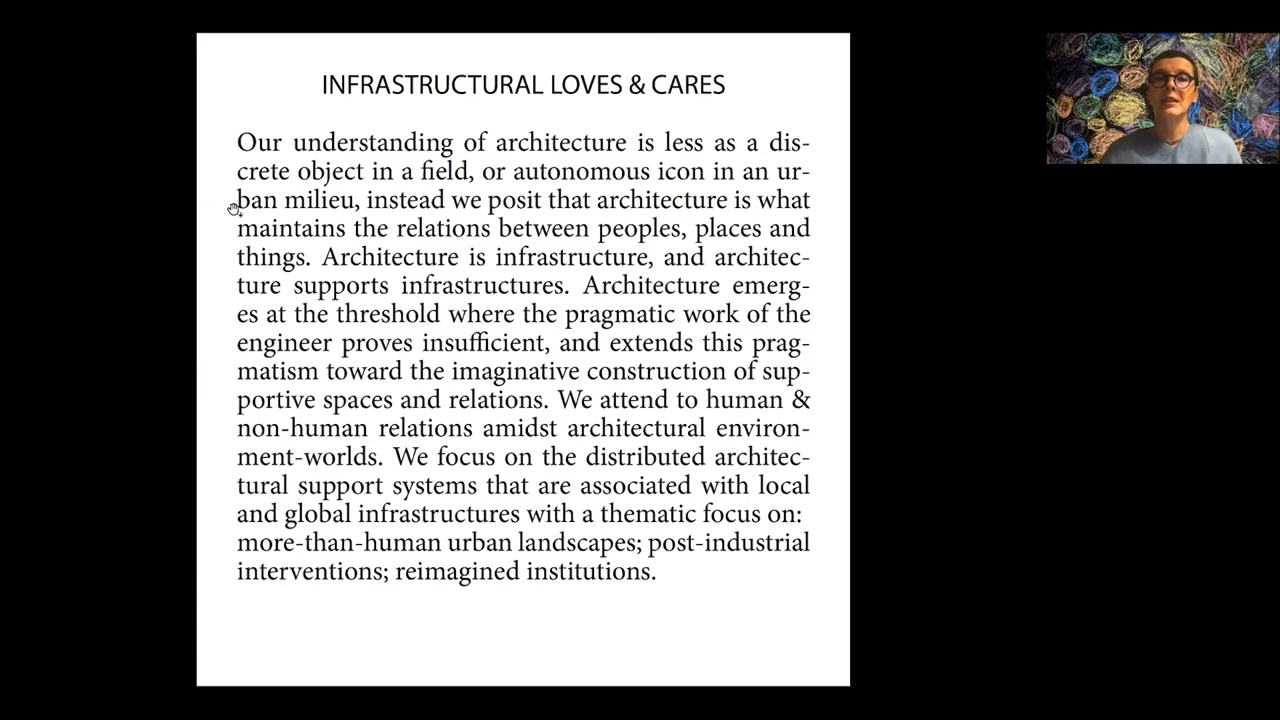 INFRASTRUCTURAL LOVES & CARES
Our understanding of architecture is less as a dis-
crete object in a field, or autonomous icon in an ur-
ban milieu, instead we posit that architecture is what
maintains the relations between peoples, places and
things. Architecture is infrastructure, and architec-
ture supports infrastructures. Architecture emerg-
es at the threshold where the pragmatic work of the
engineer proves insufficient, and extends this prag-
matism toward the imaginative construction of sup-
portive spaces and relations. We attend to human &
non-human relations amidst architectural environ-
ment-worlds. We focus on the distributed architec-
tural support systems that are associated with local
and global infrastructures with a thematic focus on:
more-than-human urban landscapes; post-industrial
interventions; reimagined institutions.